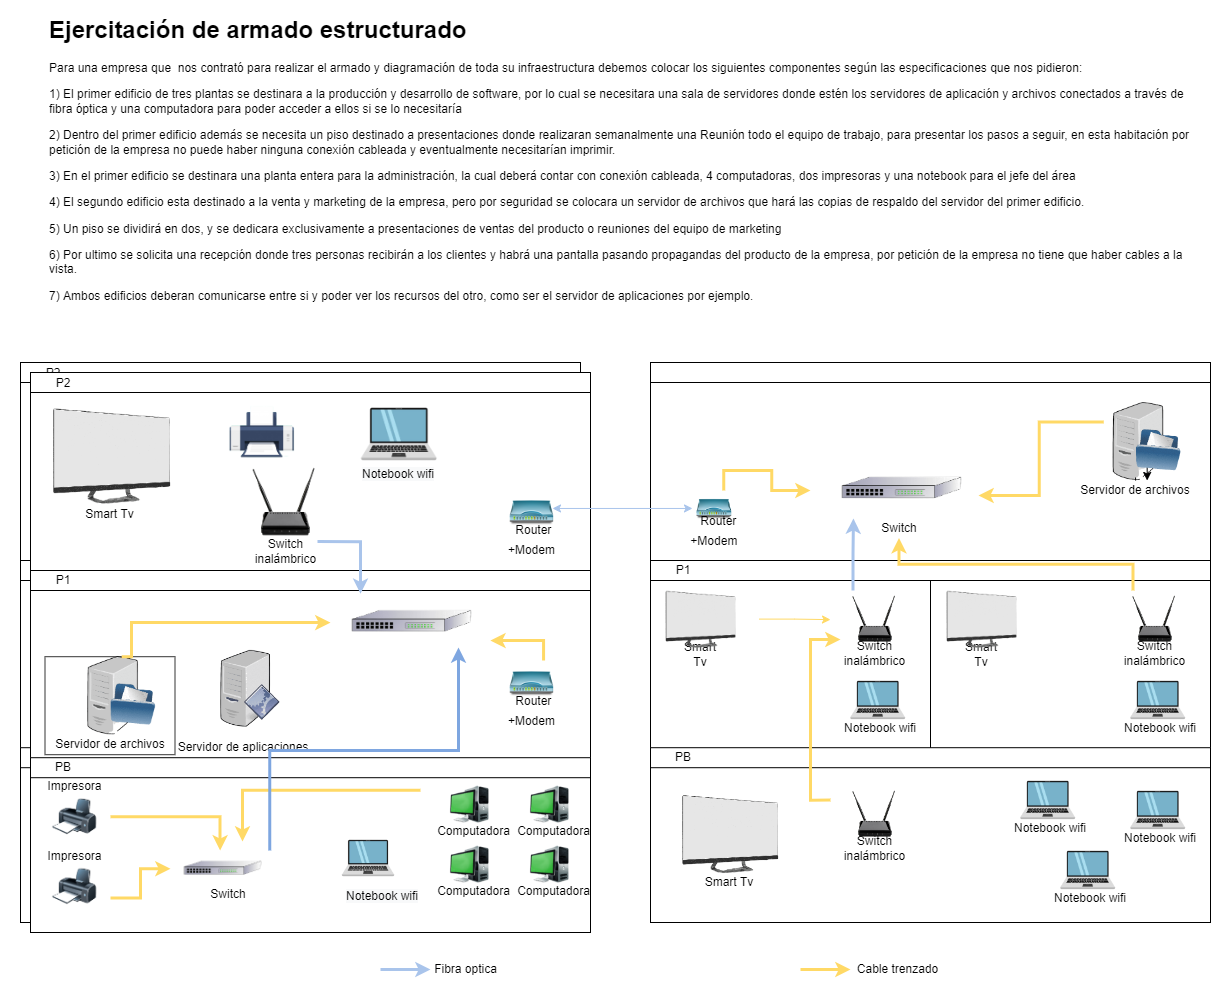 Ejercitación de armado estructurado
Para una empresa que  nos contrató para realizar el armado y diagramación de toda su infraestructura debemos colocar los siguientes componentes según las especificaciones que nos pidieron:
1) El primer edificio de tres plantas se destinara a la producción y desarrollo de software, por lo cual se necesitara una sala de servidores donde estén los servidores de aplicación y archivos conectados a través de
fibra óptica y una computadora para poder acceder a ellos si se lo necesitaría
2) Dentro del primer edificio además se necesita un piso destinado a presentaciones donde realizaran semanalmente una Reunión todo el equipo de trabajo, para presentar los pasos a seguir, en esta habitación por
petición de la empresa no puede haber ninguna conexión cableada y eventualmente necesitarían imprimir.
3) En el primer edificio se destinara una planta entera para la administración, la cual deberá contar con conexión cableada, 4 computadoras, dos impresoras y una notebook para el jefe del área
4) El segundo edificio esta destinado a la venta y marketing de la empresa, pero por seguridad se colocara un servidor de archivos que hará las copias de respaldo del servidor del primer edificio.
5) Un piso se dividirá en dos, y se dedicara exclusivamente a presentaciones de ventas del producto o reuniones del equipo de marketing
6) Por ultimo se solicita una recepción donde tres personas recibirán a los clientes y habrá una pantalla pasando propagandas del producto de la empresa, por petición de la empresa no tiene que haber cables a la
vista.
7) Ambos edificios deberan comunicarse entre si y poder ver los recursos del otro, como ser el servidor de aplicaciones por ejemplo.
P2
P2
Smart Tv
Notebook wifi
Switch
inalámbrico
Router
+Modem
P1
Servidor de archivos
Servidor de aplicaciones
Router
+Modem
PB
Impresora
Impresora
Switch
Notebook wifi
Computadora
Computadora
Computadora
Computadora
Router
+Modem
Switch
Servidor de archivos
P1
Smart
Tv
Switch
inalámbrico
Notebook wifi
Smart
Tv
Switch
inalámbrico
Notebook wifi
PB
Smart Tv
Switch
inalámbrico
Notebook wifi
Notebook wifi
Notebook wifi
Fibra optica
Cable trenzado